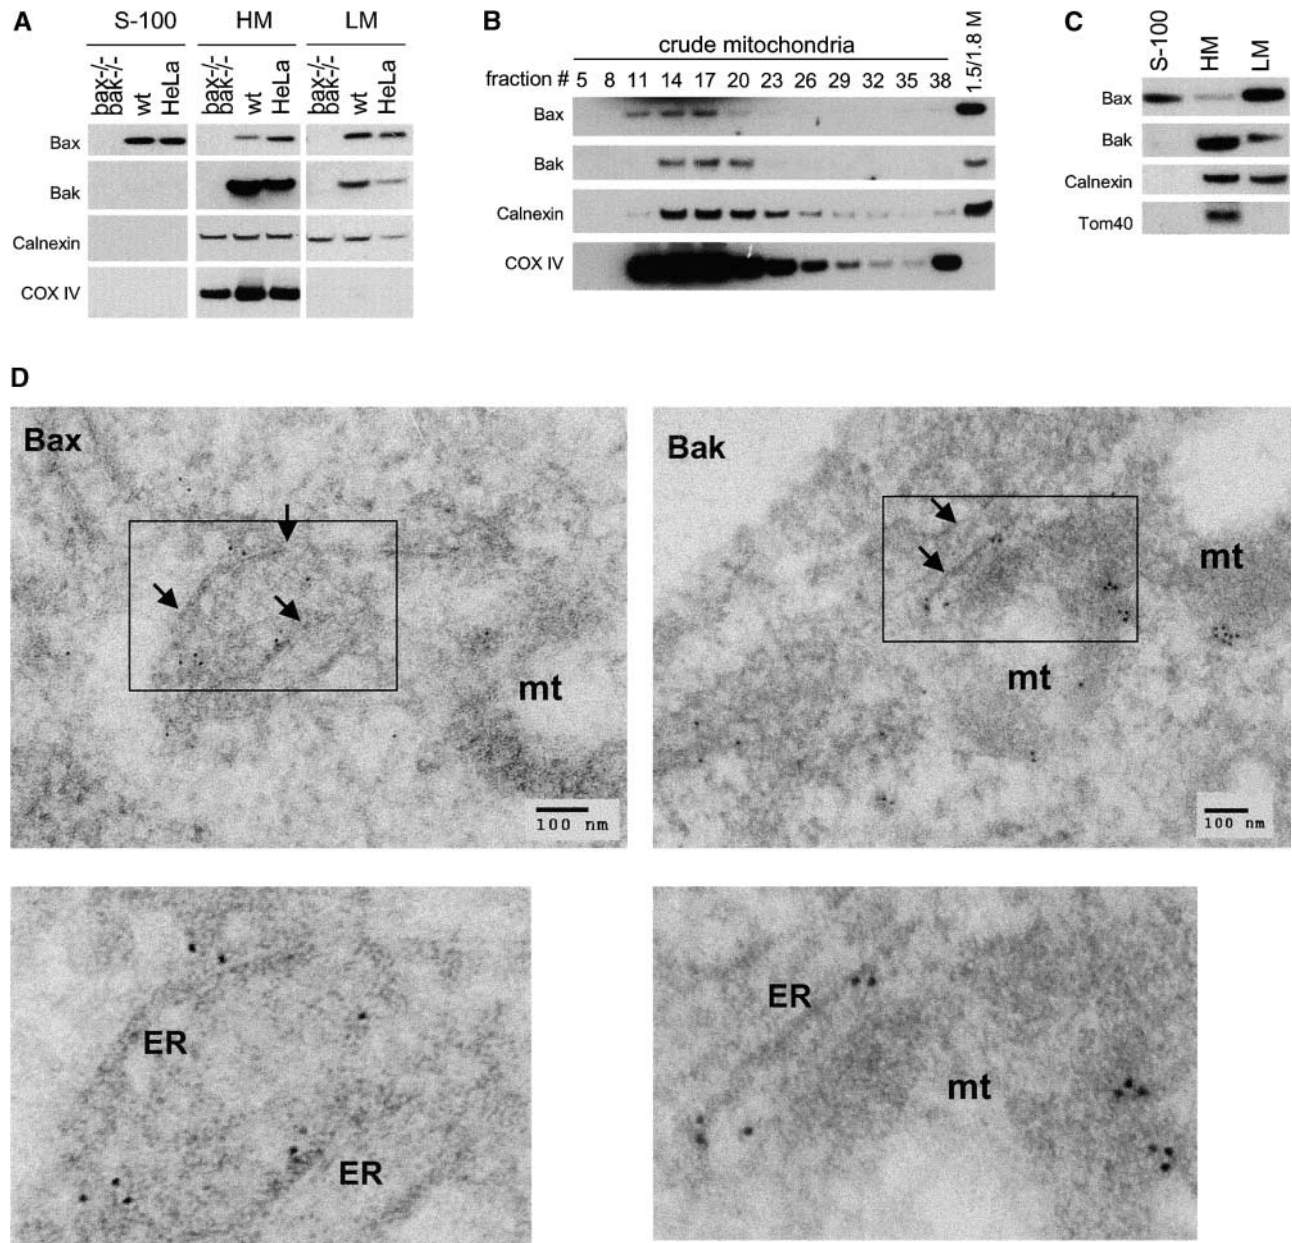 A
S-100
HM
LM
bax-/-
bak-/-
wt
HeLa
bax-/-
bak-/-
wt
HeLa
bax-/-
bak-/-
wt
HeLa
Bax
Bak
Calnexin
COX IV
B
crude mitochondria
1.5/1.8 M
fraction # 5 8 11 14 17 20 23 26 29 32 35 38
Bax
Bak
Calnexin
COX IV
C
S-100
HM
LM
Bax
Bak
Calnexin
Tom40
D
Bax
mt
100 nm
Bak
mt
mt
100 nm
ER
ER
ER
mt